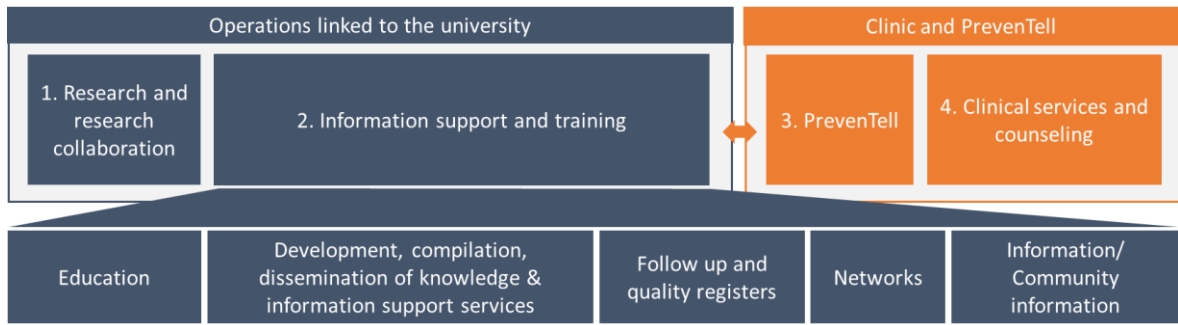 Operations linked to the university
Clinic and PrevenTell
1. Research and
research
collaboration
2. Information support and training
3. PrevenTell
4. Clinical services and
counseling
Education
Development, compilation,
dissemination of knowledge &
information support services
Follow up and
quality registers
Networks
Information/
Community
information